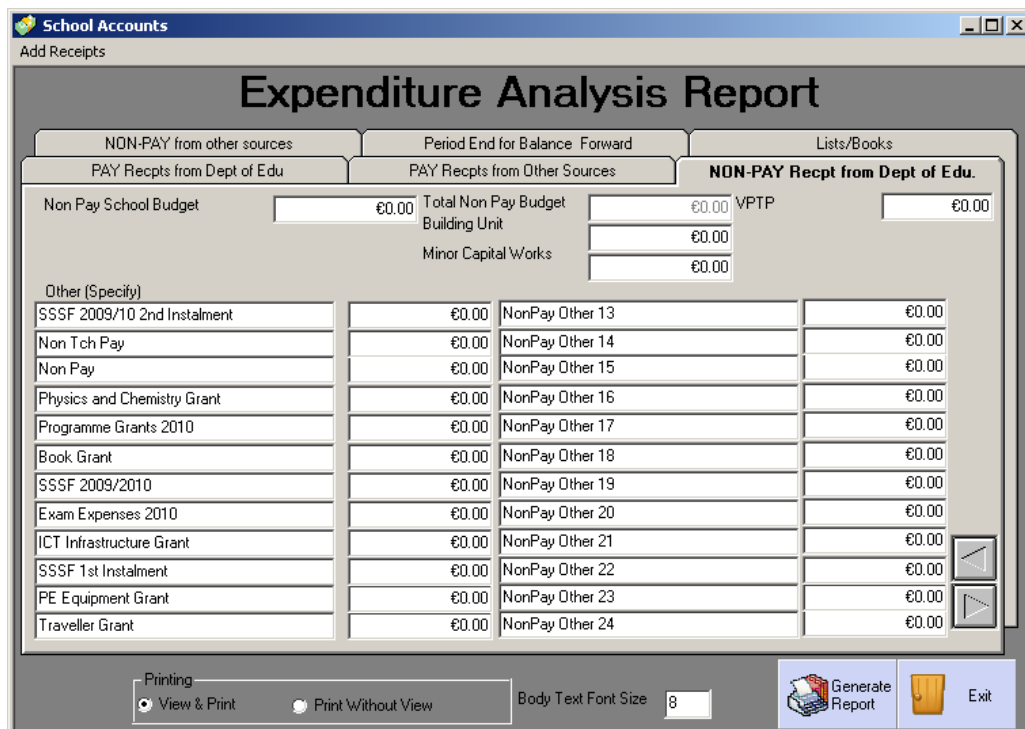 School Accounts
Add Receipts
Expenditure Analysis Report
NON-PAY from other sources Period End for Balance Forward Lists/Books
PAY Recpts from Dept of Edu PAY Recpts from Other Sources NON-PAY Recpt from Dept of Edu.
Non Pay School Budget €0.00 Total Non Pay Budget €0.00 VPTP €0.00
Building Unit €0.00
Minor Capital Works €0.00
Other (Specify)
SSSF 2009/10 2nd Instalment €0.00 NonPay Other 13 €0.00
Non Tch Pay €0.00 NonPay Other 14 €0.00
Non Pay €0.00 NonPay Other 15 €0.00
Physics and Chemistry Grant €0.00 NonPay Other 16 €0.00
Programme Grants 2010 €0.00 NonPay Other 17 €0.00
Book Grant €0.00 NonPay Other 18 €0.00
SSSF 2009/2010 €0.00 NonPay Other 19 €0.00
Exam Expenses 2010 €0.00 NonPay Other 20 €0.00
ICT Infrastructure Grant €0.00 NonPay Other 21 €0.00
SSSF 1st Instalment €0.00 NonPay Other 22 €0.00
PE Equipment Grant €0.00 NonPay Other 23 €0.00
Traveller Grant €0.00 NonPay Other 24 €0.00
Printing
View & Print Print Without View Body Text Font Size 8
Generate Report Exit